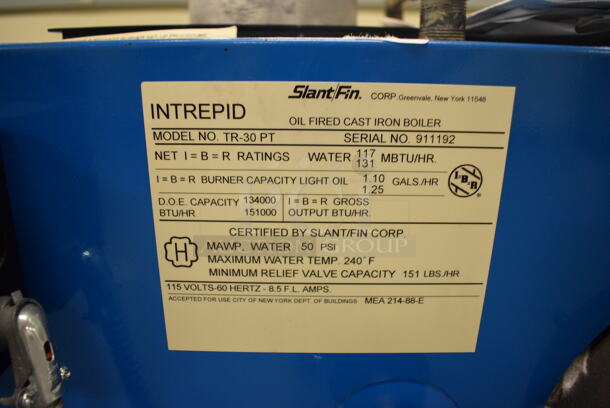 Slant/Fin. CORP. Greenvale, New York 11548
INTREPID OIL FIRED CAST IRON BOILER
MODEL NO. TR-30 PT SERIAL NO. 911192
NET I=B=R RATINGS WATER 117 MBTU/HR.
131
I=B=R BURNER CAPACITY LIGHT OIL 1.10 GALS./HR
1.25
I=B=R
D.O.E. CAPACITY 134000 I=B=R GROSS
BTU/HR 151000 OUTPUT BTU/HR.
CERTIFIED BY SLANT/FIN CORP.
H
MAWP, WATER 50 PSI
GROUP
MAXIMUM WATER TEMP. 240°F
MINIMUM RELIEF VALVE CAPACITY 151 LBS./HR
115 VOLTS-60 HERTZ - 8.5 F.L. AMPS.
ACCEPTED FOR USE CITY OF NEW YORK DEPT. OF BUILDINGS MEA 214-88-E